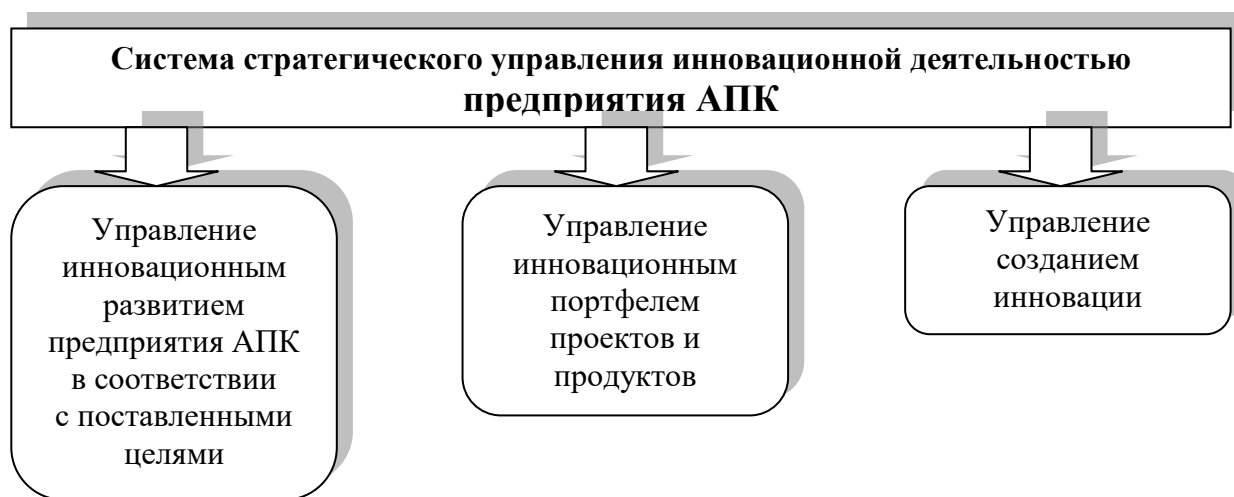 Система стратегического управления инновационной деятельностью
предприятия АПК
Управление
инновационным
развитием
предприятия АПК
в соответствии
с поставленными
целями
Управление
инновационным
портфелем
проектов и
продуктов
Управление
созданием
инновации